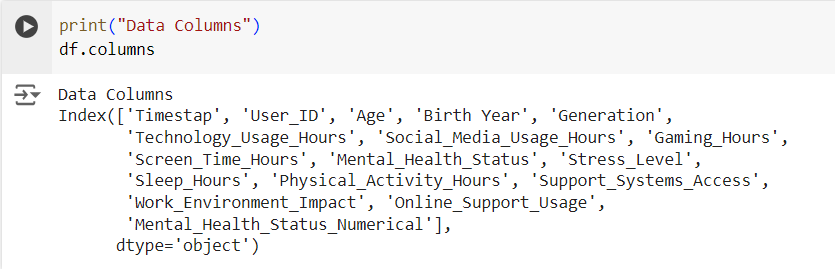 print("Data Columns")
df.columns
Data Columns
Index(['Timestap', 'User_ID', 'Age', 'Birth Year', 'Generation',
'Technology_Usage_Hours', 'Social_Media_Usage_Hours', 'Gaming_Hours',
'Screen_Time_Hours', 'Mental_Health_Status', 'Stress_Level',
'Sleep_Hours', 'Physical_Activity_Hours', 'Support_Systems_Access',
'Work_Environment_Impact', 'Online_Support_Usage',
'Mental_Health_Status_Numerical'],
dtype='object')